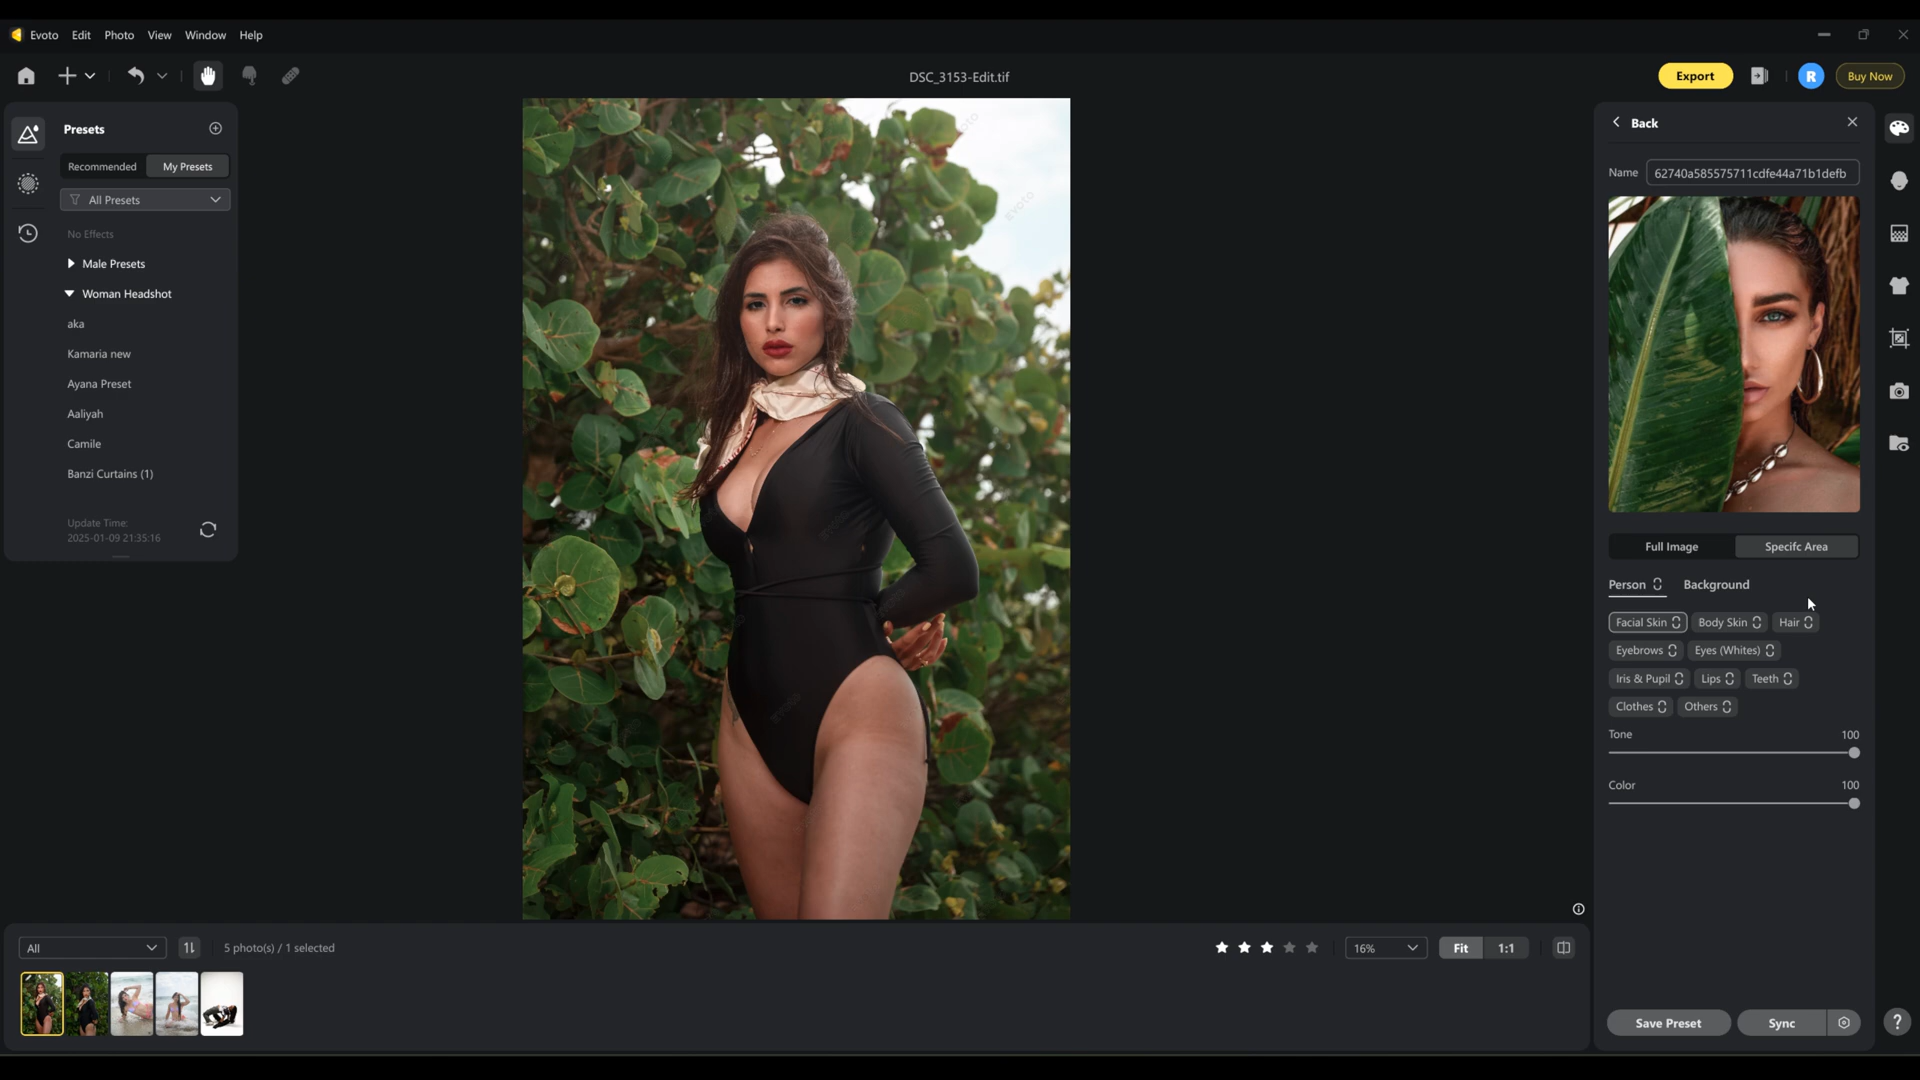 Evoto Edit Photo View Window Help
DSC_3153-Edit.tif
Export
R
Buy Now
Presets
Recommended My Presets
All Presets
No Effects
Male Presets
Woman Headshot
aka
Kamaria new
Ayana Preset
Aaliyah
Camile
Banzi Curtains (1)
Update Time:
2025-01-09 21:35:16
Evoto
Evoto
Evoto
Back
Name 62740a585575711cdfe44a71b1defb
Full Image Specifc Area
Person Background
Facial Skin Body Skin Hair
Eyebrows Eyes (Whites)
Iris & Pupil Lips Teeth
Clothes Others
Tone 100
Color 100
Save Preset Sync
?
All 5 photo(s) / 1 selected
16% Fit 1:1